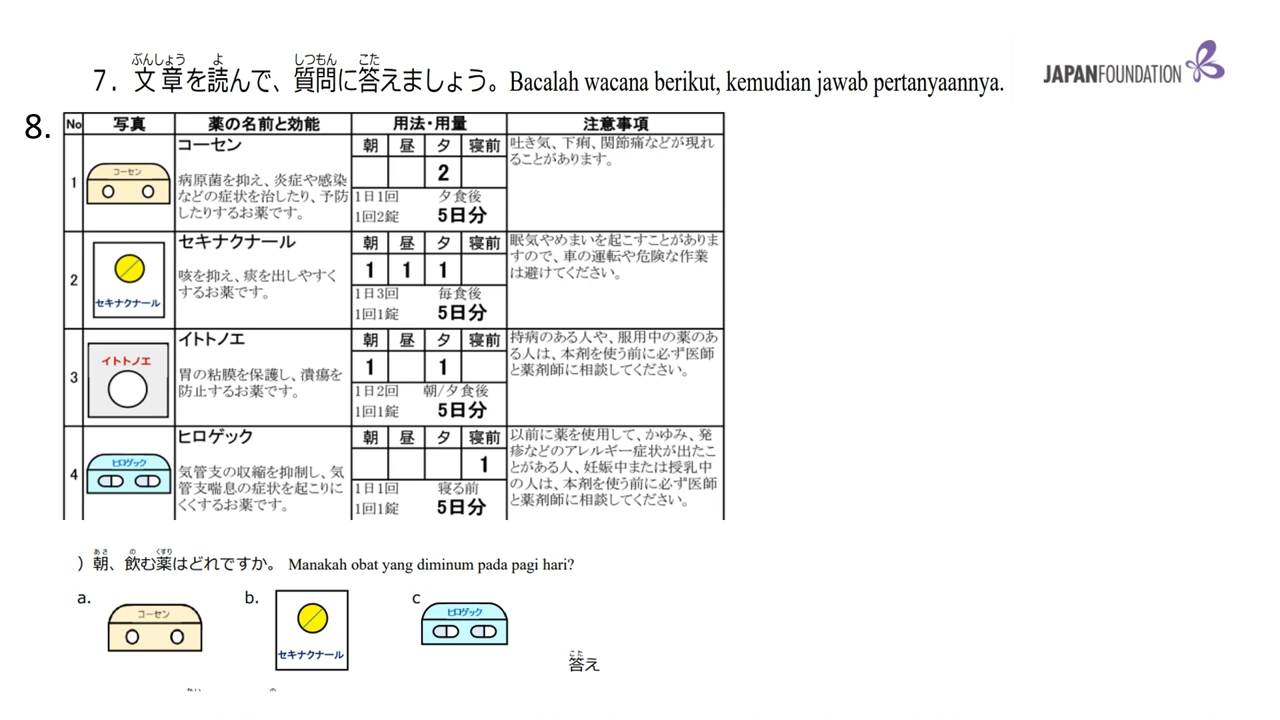 7．文章を読んで、質問に答えましょう。Bacalah wacana berikut, kemudian jawab pertanyaannya.
ぶんしょう よ しつもん こた
JAPANFOUNDATION
8.
No 写真 薬の名前と効能 用法・用量 注意事項
1
コーセン
コーセン
病原菌を抑え、炎症や感染
などの症状を治したり、予防
したりするお薬です。
朝 昼 夕 寝前
2
1日1回 夕食後
1回2錠 5日分
吐き気、下痢、関節痛などが現れ
ることがあります。
2
セキナクナール
セキナクナール
咳を抑え、痰を出しやすく
するお薬です。
朝 昼 夕 寝前
1 1 1
1日3回 毎食後
1回1錠 5日分
眠気やめまいを起こすことがありま
すので、車の運転や危険な作業
は避けてください。
3
イトトノエ
イトトノエ
胃の粘膜を保護し、潰瘍を
防止するお薬です。
朝 昼 夕 寝前
1 1
1日2回 朝/夕食後
1回1錠 5日分
持病のある人や、服用中の薬のあ
る人は、本剤を使う前に必ず医師
と薬剤師に相談してください。
4
ヒロゲック
ヒロゲック
気管支の収縮を抑制し、気
管支喘息の症状を起こりに
くくするお薬です。
朝 昼 夕 寝前
1
1日1回 寝る前
1回1錠 5日分
以前に薬を使用して、かゆみ、発
疹などのアレルギー症状が出たこ
とがある人、妊娠中または授乳中
の人は、本剤を使う前に必ず医師
と薬剤師に相談してください。
あさ の くすり
）朝、飲む薬はどれですか。 Manakah obat yang diminum pada pagi hari?
a. b. c
コーセン
セキナクナール
ヒロゲック
こた
答え